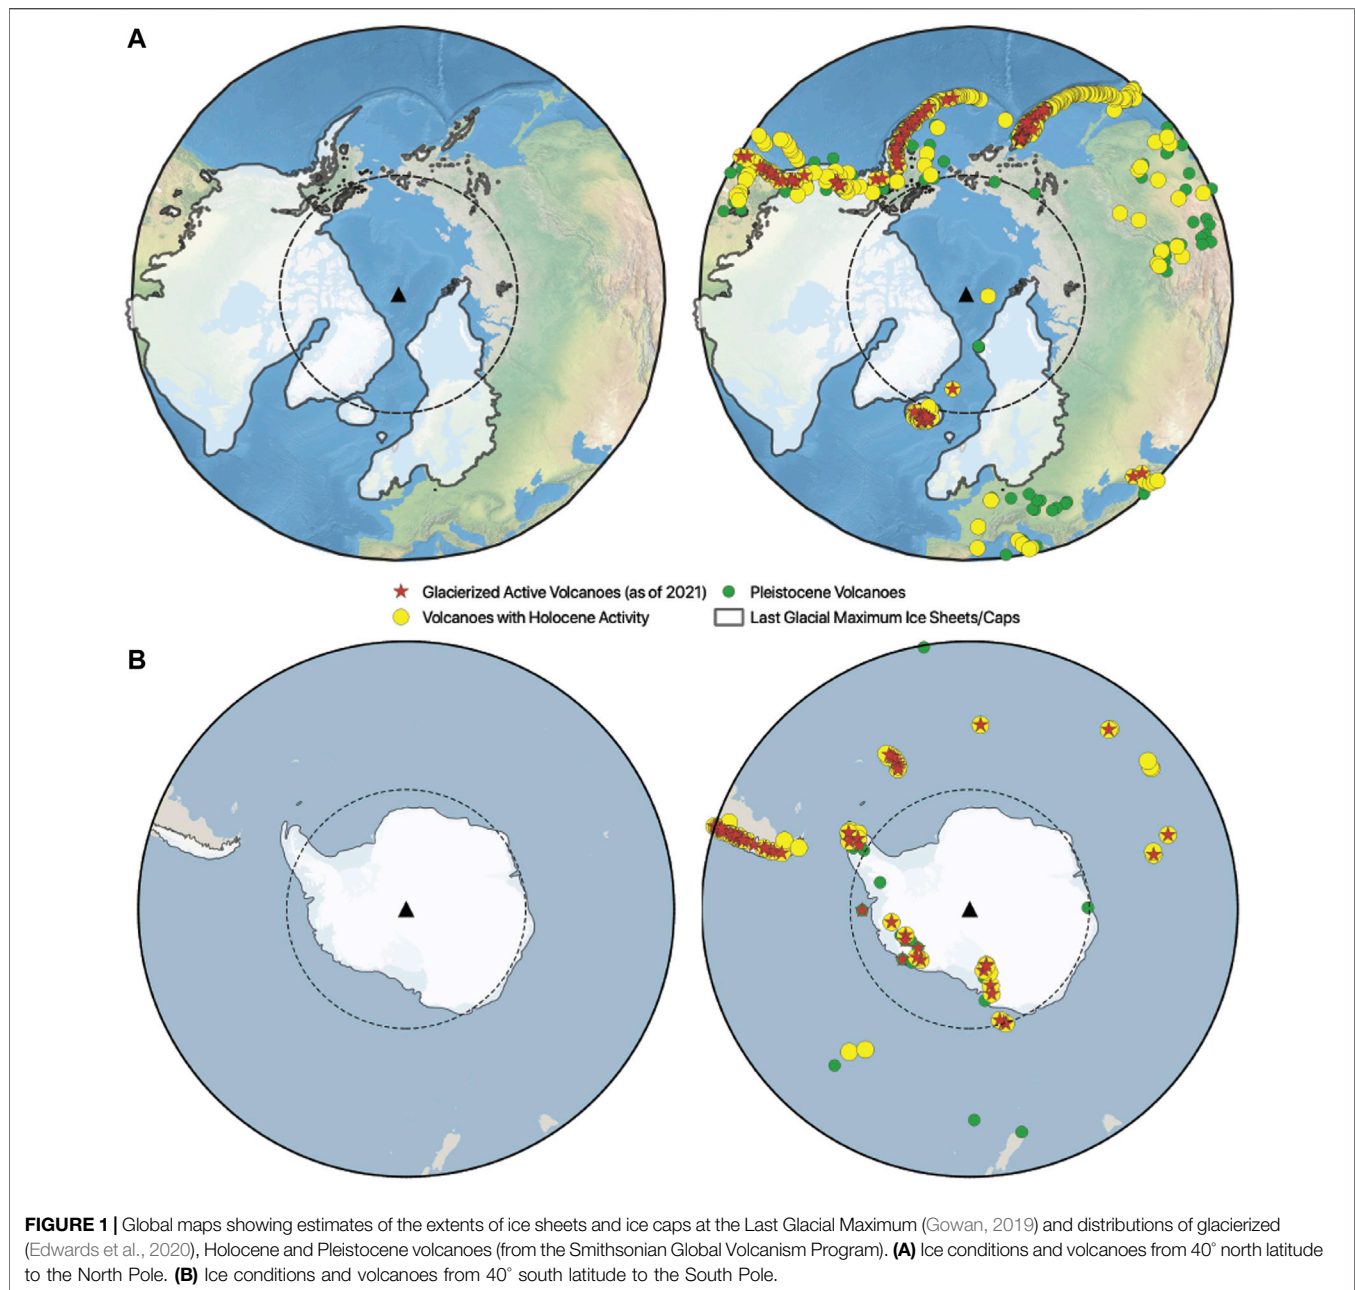 A
Glacierized Active Volcanoes (as of 2021)
Pleistocene Volcanoes
Volcanoes with Holocene Activity
Last Glacial Maximum Ice Sheets/Caps
B
FIGURE 1 | Global maps showing estimates of the extents of ice sheets and ice caps at the Last Glacial Maximum (Gowan, 2019) and distributions of glacierized
(Edwards et al., 2020), Holocene and Pleistocene volcanoes (from the Smithsonian Global Volcanism Program). (A) Ice conditions and volcanoes from 40° north latitude
to the North Pole. (B) Ice conditions and volcanoes from 40° south latitude to the South Pole.